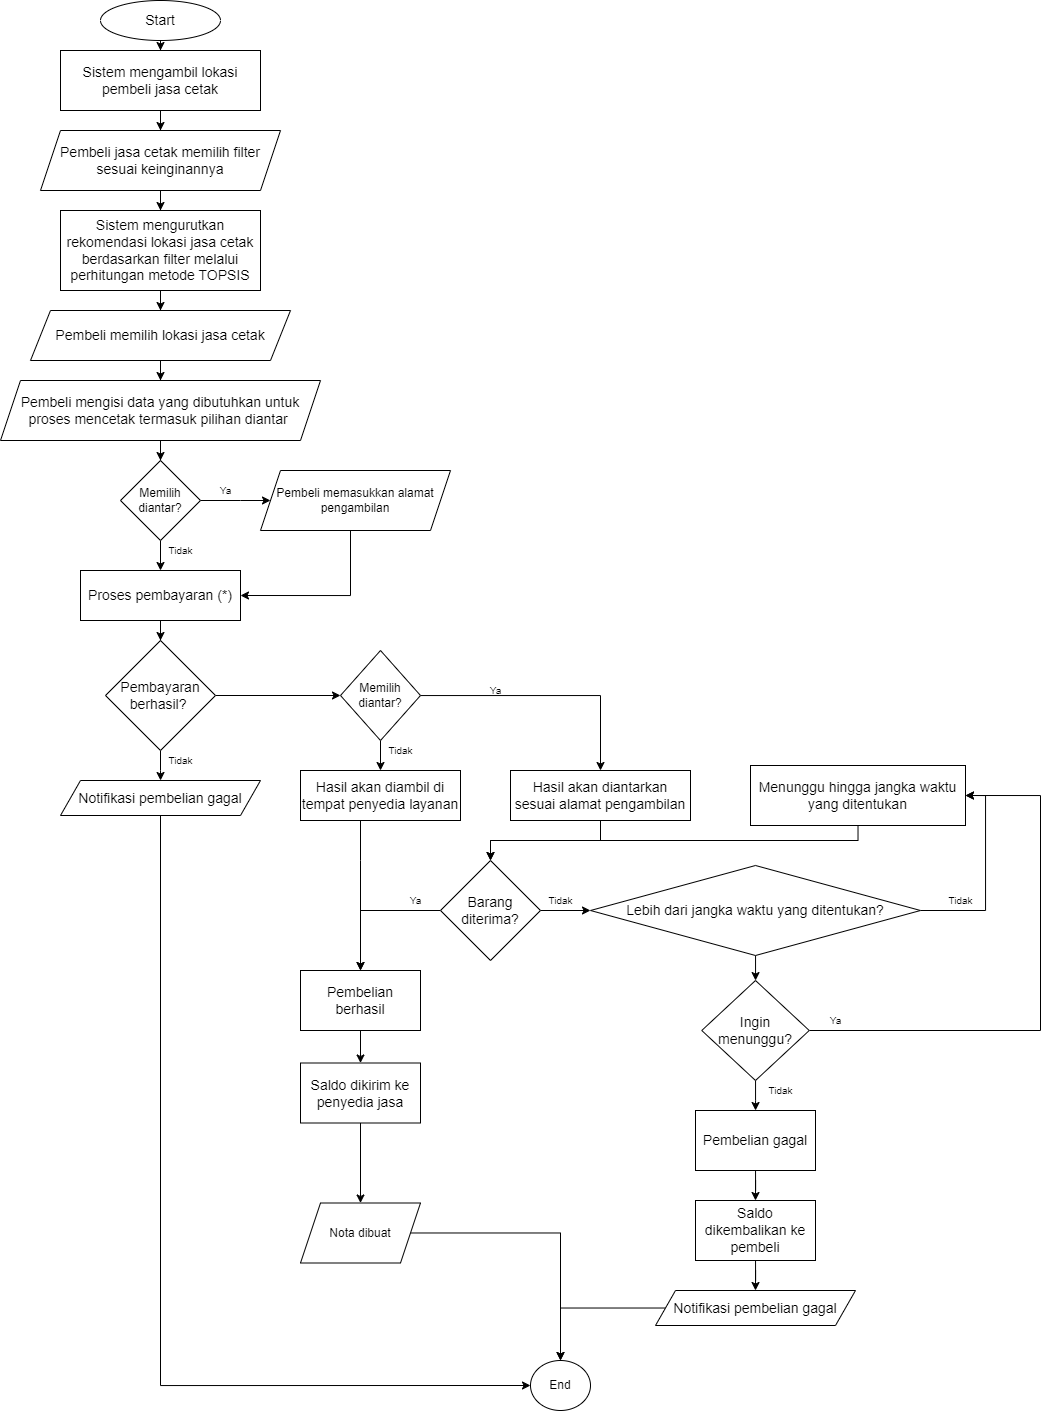 Start
Sistem mengambil lokasi
pembeli jasa cetak
Pembeli jasa cetak memilih filter
sesuai keinginannya
Sistem mengurutkan
rekomendasi lokasi jasa cetak
berdasarkan filter melalui
perhitungan metode TOPSIS
Pembeli memilih lokasi jasa cetak
Pembeli mengisi data yang dibutuhkan untuk
proses mencetak termasuk pilihan diantar
Memilih
diantar?
Ya
Pembeli memasukkan alamat
pengambilan
Tidak
Proses pembayaran (*)
Pembayaran
berhasil?
Memilih
diantar?
Ya
Tidak
Tidak
Notifikasi pembelian gagal
Hasil akan diambil di
tempat penyedia layanan
Hasil akan diantarkan
sesuai alamat pengambilan
Menunggu hingga jangka waktu
yang ditentukan
Ya
Barang
diterima?
Tidak
Lebih dari jangka waktu yang ditentukan?
Tidak
Pembelian
berhasil
Ingin
menunggu?
Ya
Saldo dikirim ke
penyedia jasa
Tidak
Pembelian gagal
Nota dibuat
Saldo
dikembalikan ke
pembeli
Notifikasi pembelian gagal
End